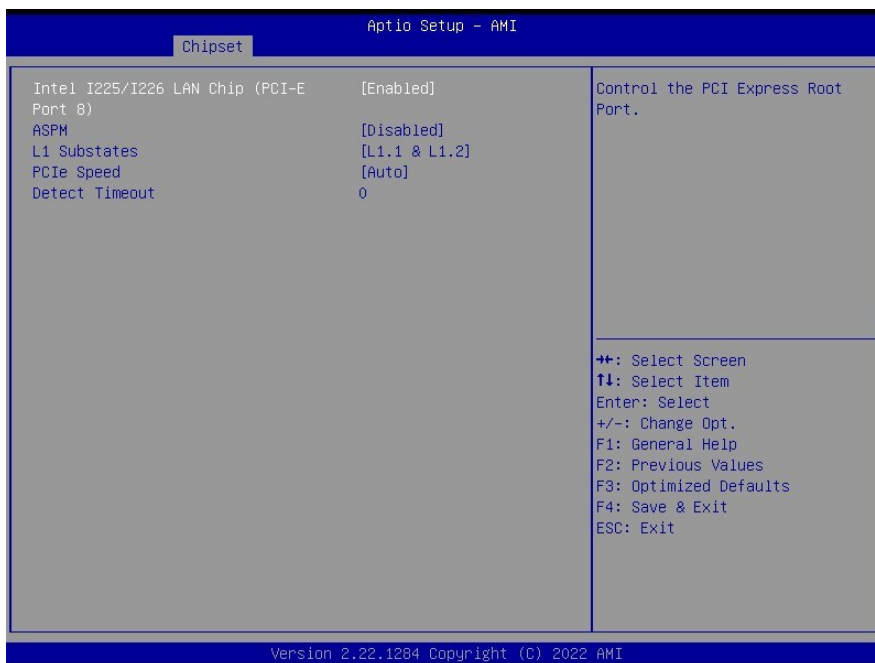 Aptio Setup - AMI
Chipset
Intel I225/I226 LAN Chip (PCI-E Port 8) [Enabled]
ASPM [Disabled]
L1 Substates [L1.1 & L1.2]
PCIe Speed [Auto]
Detect Timeout 0
Control the PCI Express Root
Port.
→←: Select Screen
↑↓: Select Item
Enter: Select
+/-: Change Opt.
F1: General Help
F2: Previous Values
F3: Optimized Defaults
F4: Save & Exit
ESC: Exit
Version 2.22.1284 Copyright (C) 2022 AMI